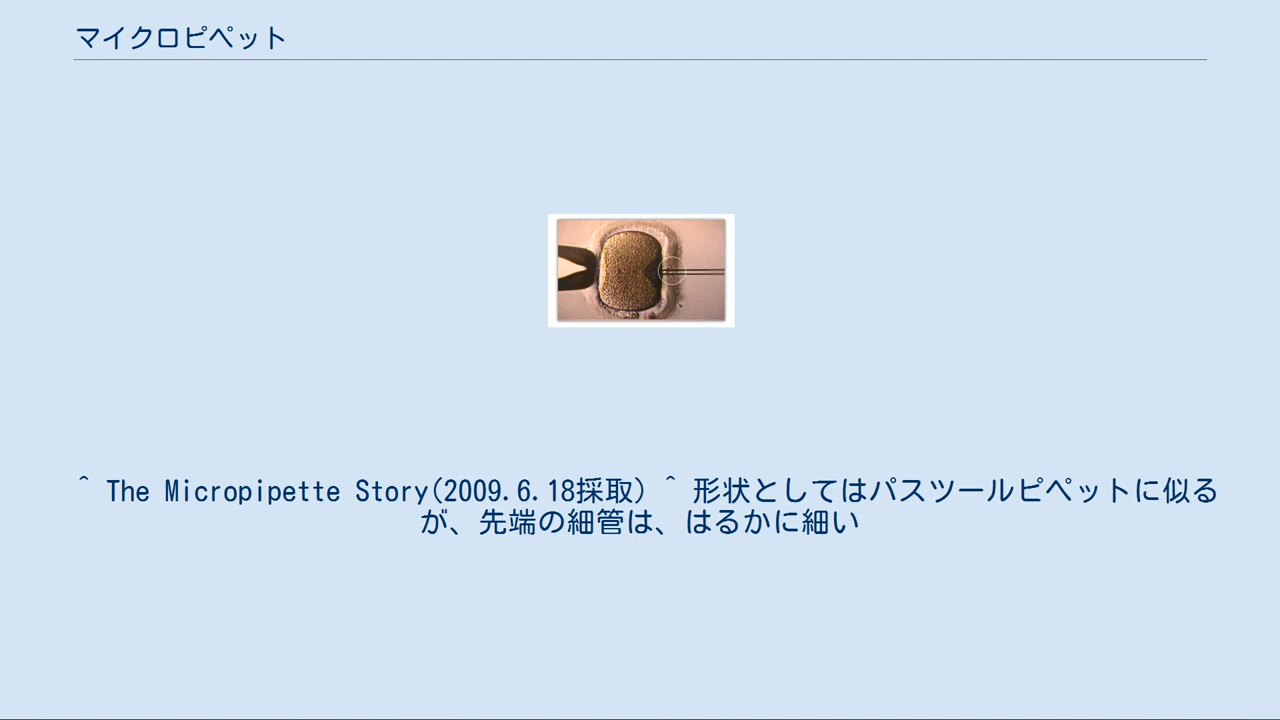 マイクロピペット
^ The Micropipette Story(2009.6.18採取) ^ 形状としてはパスツールピペットに似る
が、先端の細管は、はるかに細い